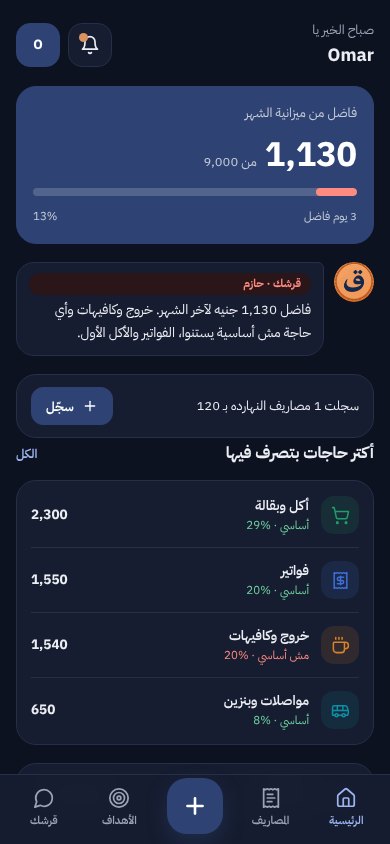 صباح الخير يا
Omar
O
فاضل من ميزانية الشهر
1,130 من 9,000
3 يوم فاضل
13%
ق
قرشك · حازم
فاضل 1,130 جنيه لآخر الشهر. خروج وكافيهات وأي
حاجة مش أساسية يستنوا، الفواتير والأكل الأول.
سجلت 1 مصاريف النهارده بـ 120
سجّل
أكتر حاجات بتصرف فيها
الكل
أكل وبقالة
2,300
أساسي · 29%
فواتير
1,550
أساسي · 20%
خروج وكافيهات
1,540
مش أساسي · 20%
مواصلات وبنزين
650
أساسي · 8%
الرئيسية
المصاريف
الأهداف
قرشك